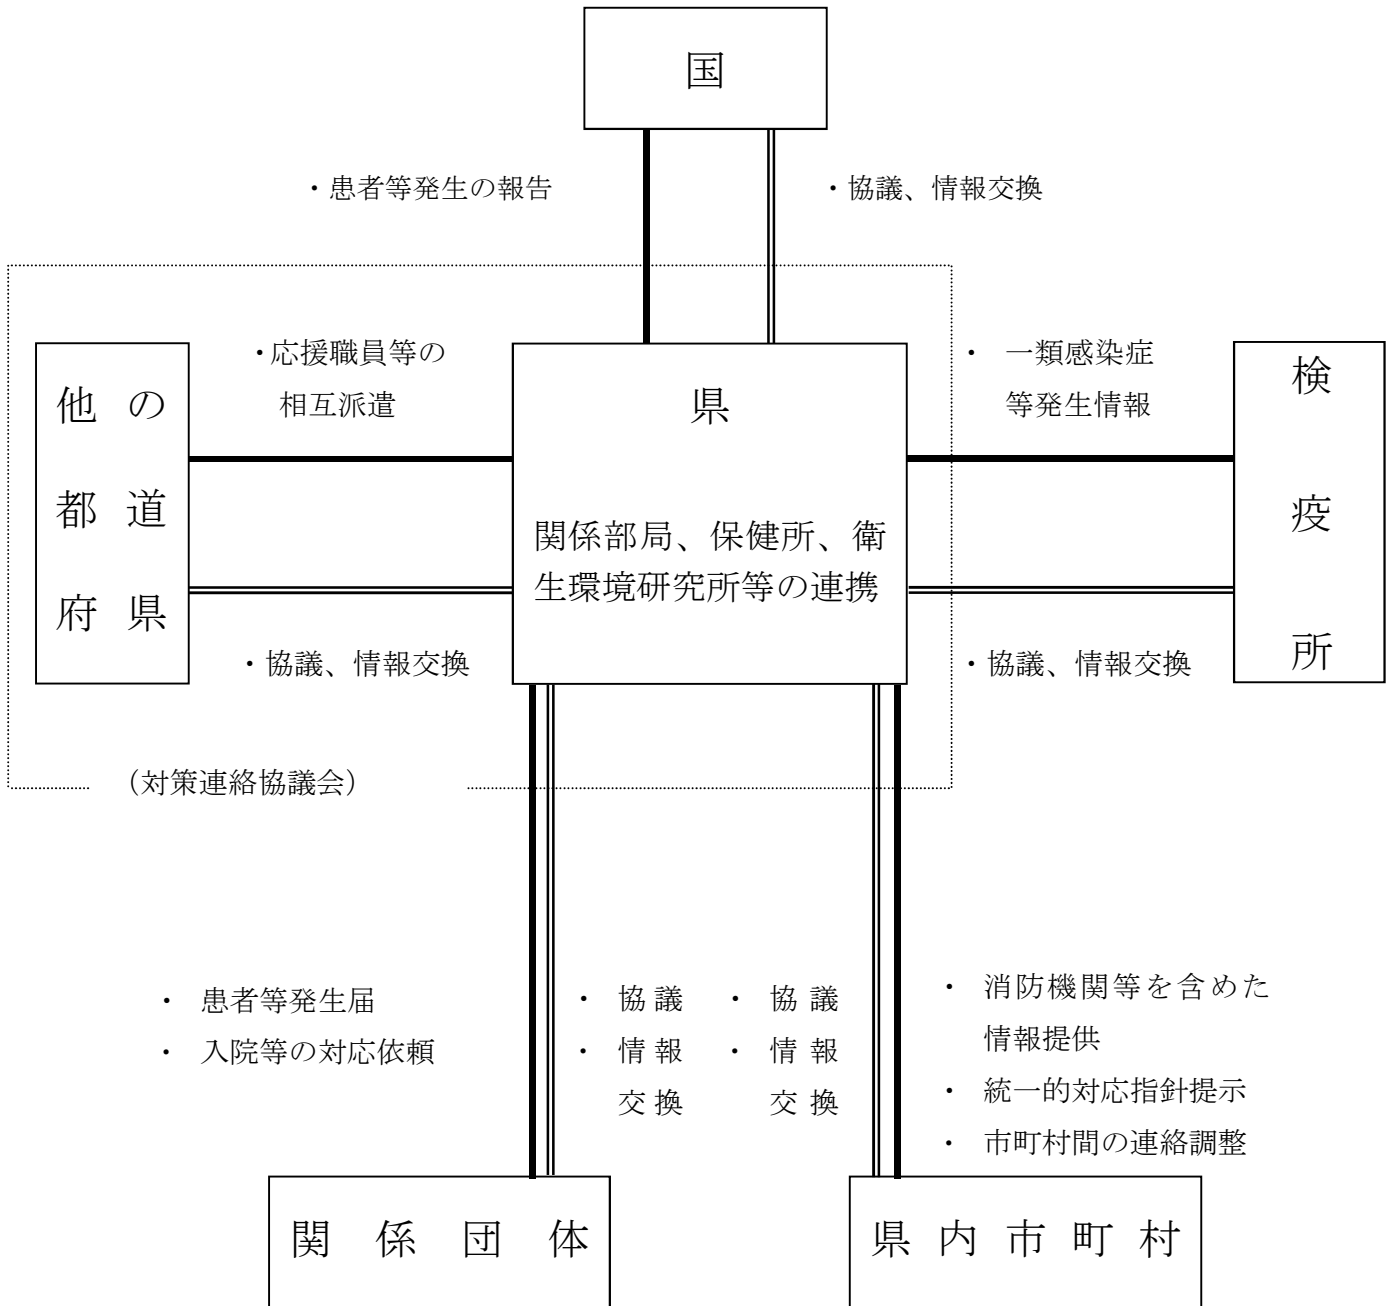 国
・患者等発生の報告
・協議、情報交換
・応援職員等の
相互派遣
・ 一類感染症
等発生情報
他の
都道
府県
県
関係部局、保健所、衛
生環境研究所等の連携
検
疫
所
・協議、情報交換
・協議、情報交換
（対策連絡協議会）
・ 患者等発生届
・ 入院等の対応依頼
・ 協議
・ 情報
交換
・ 協議
・ 情報
交換
・ 消防機関等を含めた
情報提供
・ 統一的対応指針提示
・ 市町村間の連絡調整
関係団体
県内市町村